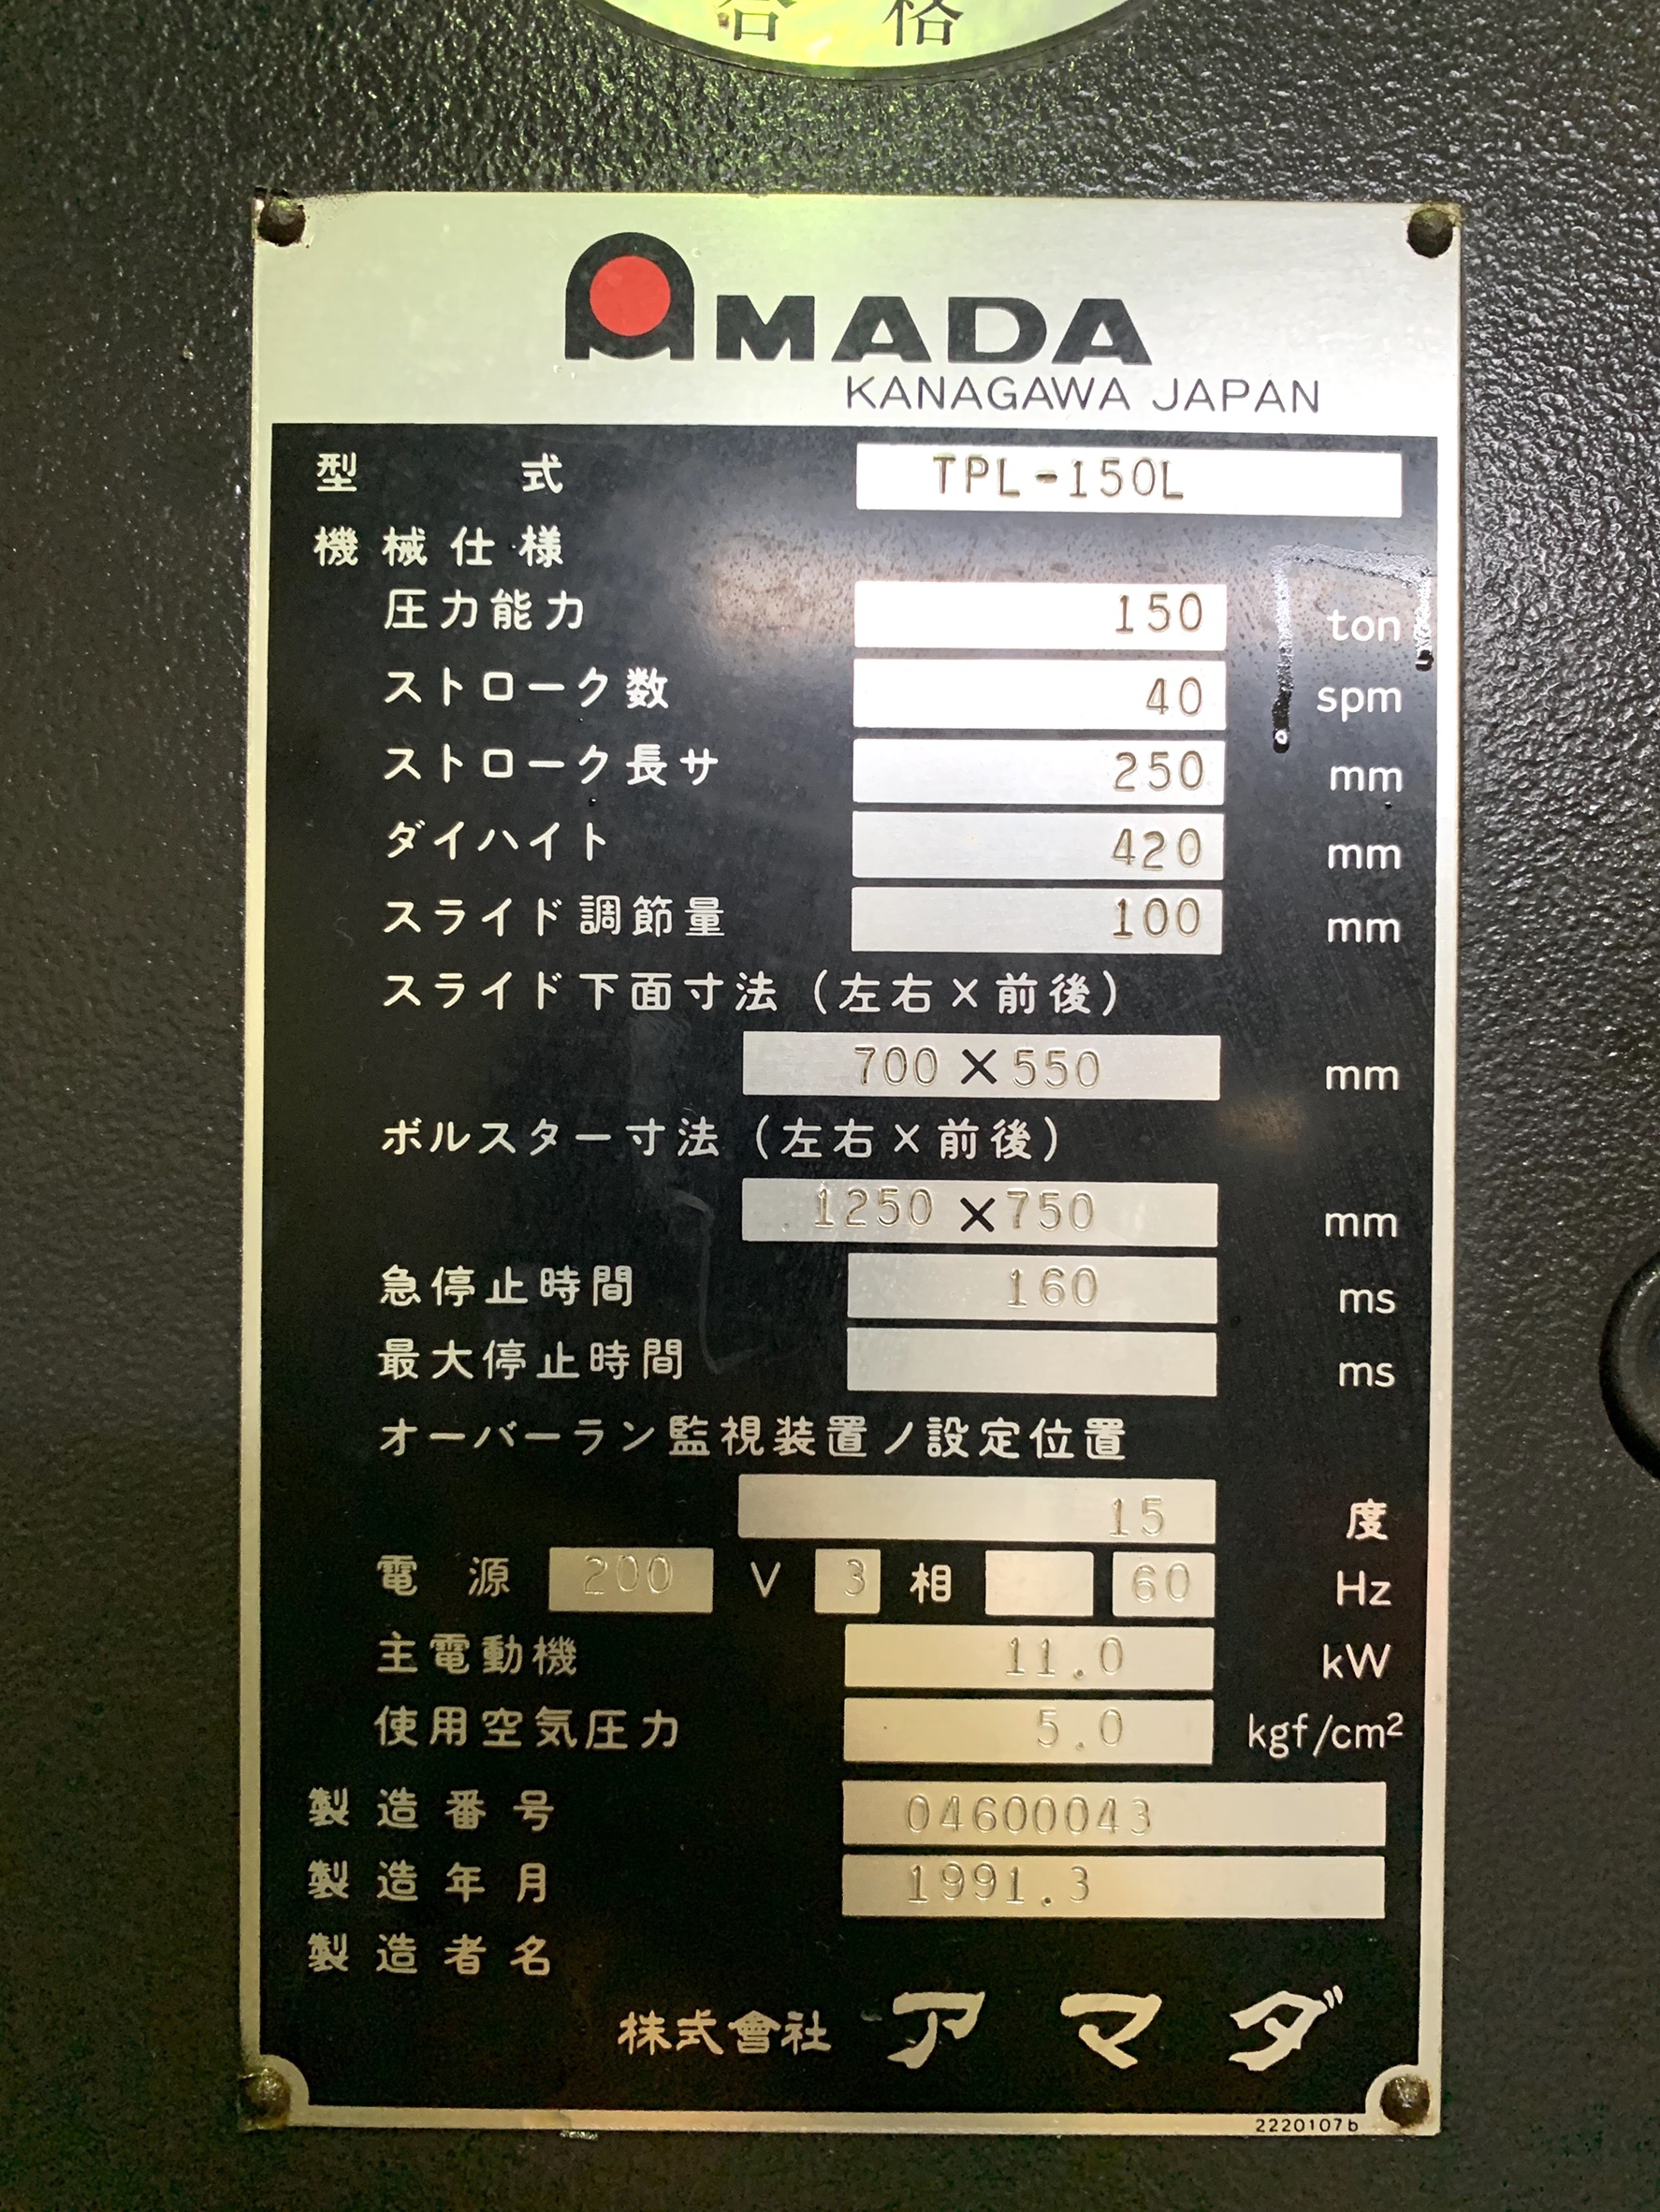 合格
AMADA
KANAGAWA JAPAN
型式 TPL-150L
機械仕様
圧力能力 150 ton
ストローク数 40 spm
ストローク長サ 250 mm
ダイハイト 420 mm
スライド調節量 100 mm
スライド下面寸法(左右×前後)
700×550 mm
ボルスター寸法(左右×前後)
1250×750 mm
急停止時間 160 ms
最大停止時間 ms
オーバーラン監視装置ノ設定位置
15 度
電源 200 V 3 相 60 Hz
主電動機 11.0 kW
使用空気圧力 5.0 kgf/cm²
製造番号 04600043
製造年月 1991.3
製造者名
株式會社 アマダ
2220107b